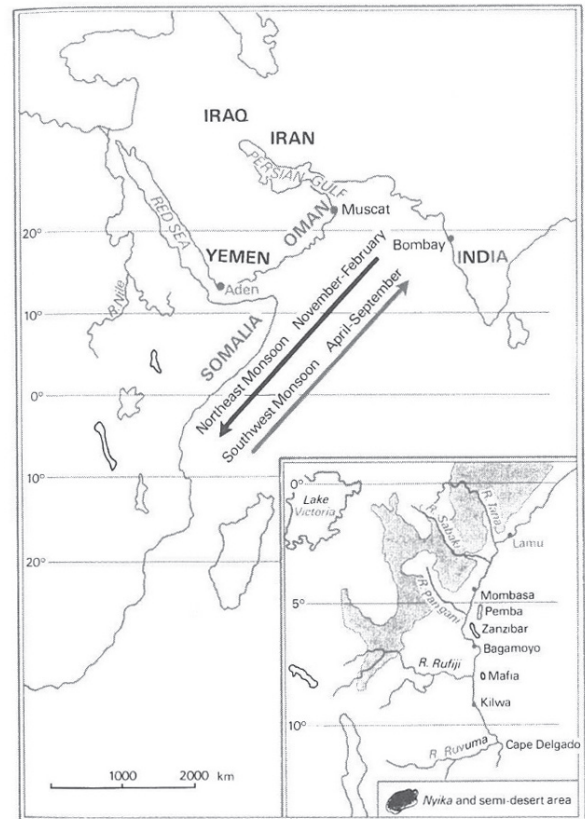 IRAQ
IRAN
PERSIAN GULF
RED SEA
OMAN
Muscat
20°
YEMEN
Bombay
INDIA
Aden
R. Nile
10°
SOMALIA
Northeast Monsoon November-February
Southwest Monsoon April-September
0°
10°
20°
1000 2000 km
0°
Lake
Victoria
R. Tana
R. Sabaki
Lamu
R. Pangani
Mombasa
5°
Pemba
Zanzibar
Bagamoyo
R. Rufiji
Mafia
Kilwa
10°
R. Ruvuma
Cape Delgado
Nyika and semi-desert area